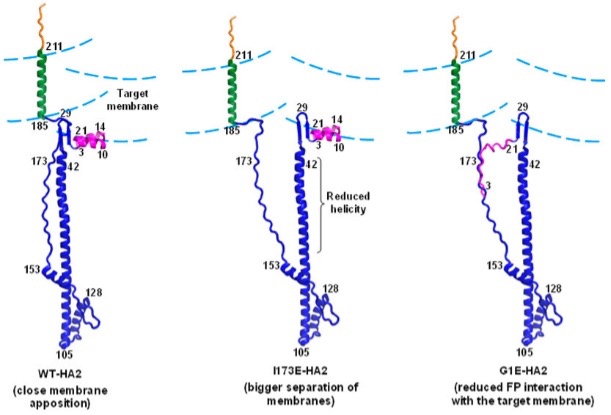 211
211
211
Target
membrane
29
185
21
14
3
10
173
42
153
128
105
29
185
21
14
3
10
173
42
Reduced
helicity
153
128
105
29
185
21
173
42
3
153
128
105
WT-HA2
(close membrane
apposition)
I173E-HA2
(bigger separation of
membranes)
G1E-HA2
(reduced FP interaction
with the target membrane)